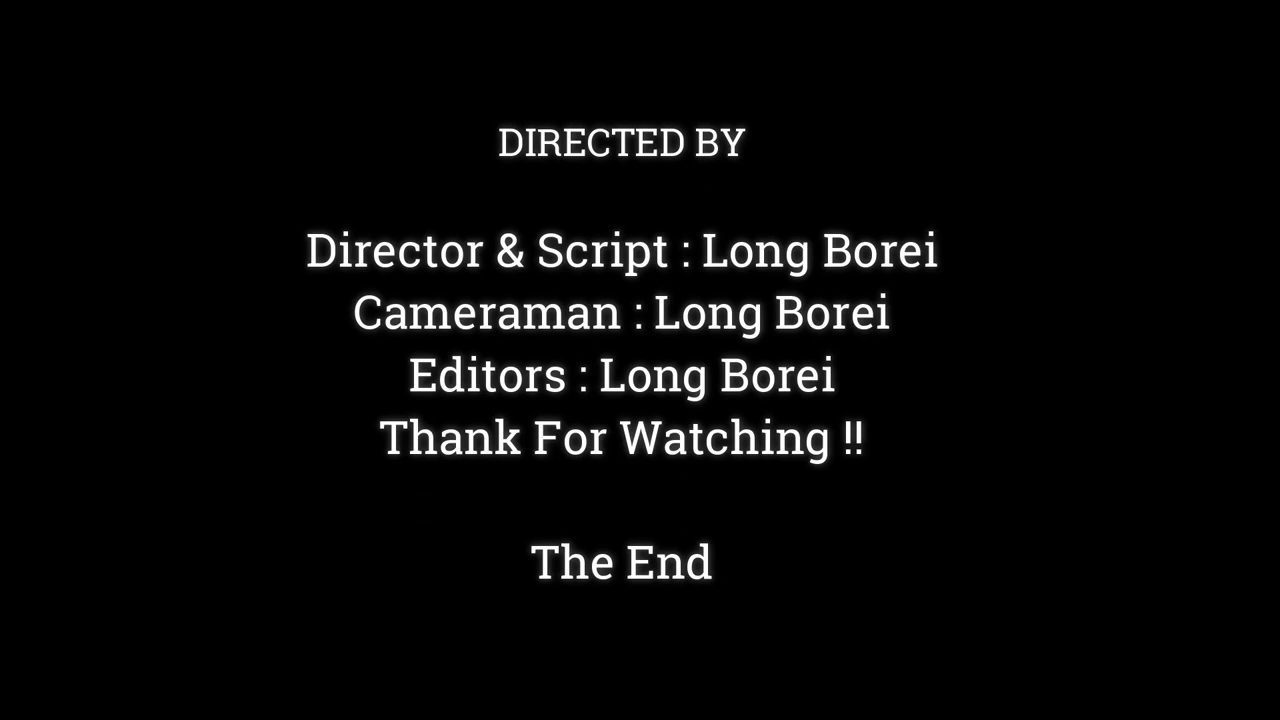 DIRECTED BY
Director & Script : Long Borei
Cameraman : Long Borei
Editors : Long Borei
Thank For Watching !!
The End